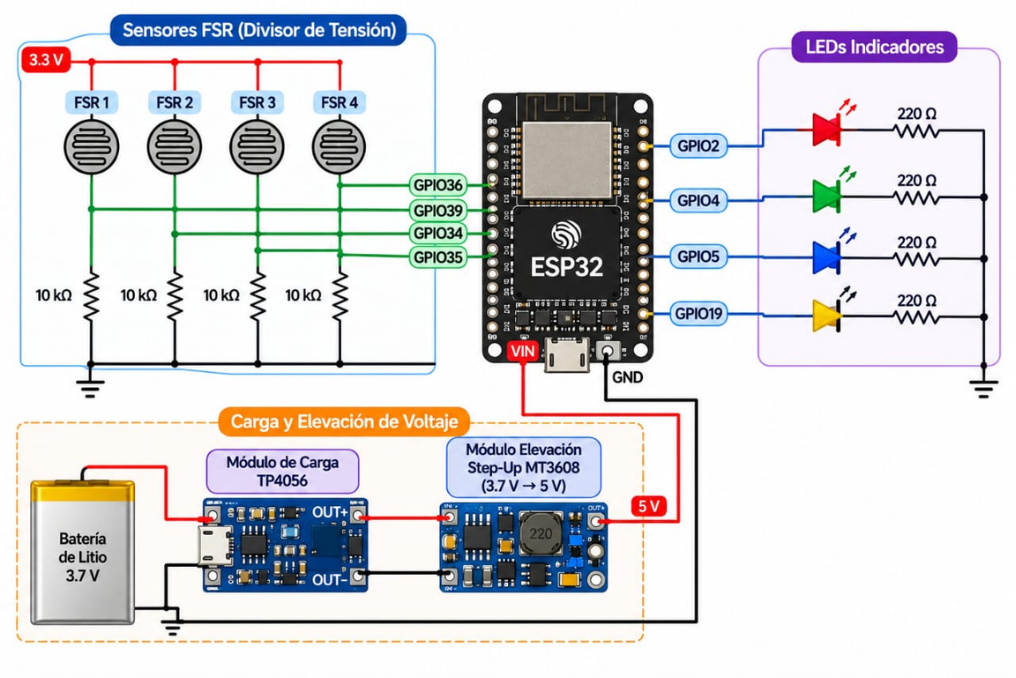 Sensores FSR (Divisor de Tensión)
LEDs Indicadores
3.3 V
FSR 1
FSR 2
FSR 3
FSR 4
220 Ω
GPIO2
GPIO36
220 Ω
GPIO4
GPIO39
GPIO34
220 Ω
GPIO5
GPIO35
ESP32
10 kΩ
10 kΩ
10 kΩ
10 kΩ
220 Ω
GPIO19
VIN
GND
Carga y Elevación de Voltaje
Módulo de Carga
TP4056
Módulo Elevación
Step-Up MT3608
(3.7 V → 5 V)
5 V
OUT+
OUT+
220
Batería
de Litio
3.7 V
OUT−